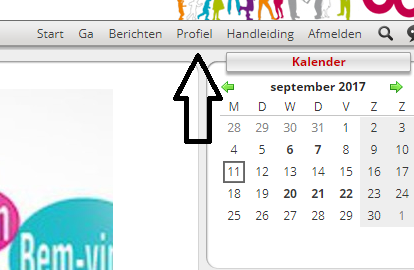 Start Ga Berichten Profiel Handleiding Afmelden
Kalender
september 2017
M D W D V Z Z
28 29 30 31 1 2 3
4 5 6 7 8 9 10
11 12 13 14 15 16 17
18 19 20 21 22 23 24
25 26 27 28 29 30 1
Bem-vin